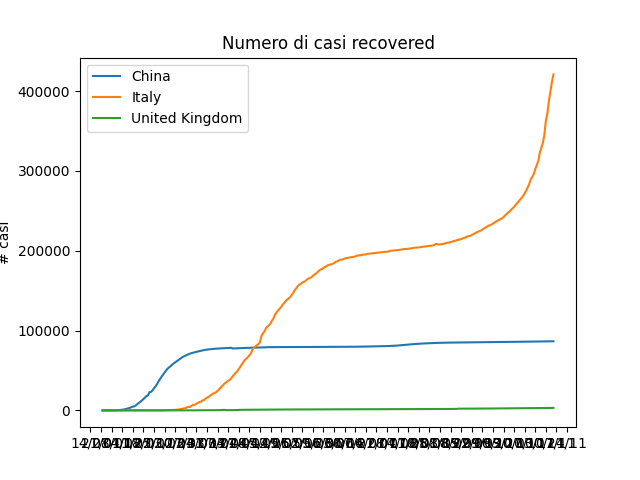 Numero di casi recovered
China
Italy
United Kingdom
400000
300000
200000
100000
0
# casi